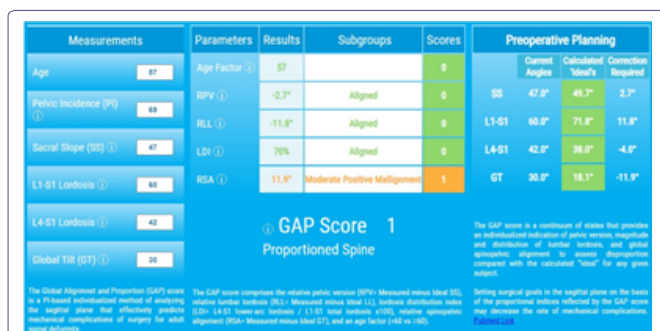 Measurements
Age 57
Pelvic Incidence (PI) 69
Sacral Slope (SS) 47
L1-S1 Lordosis 60
L4-S1 Lordosis 42
Global Tilt (GT) 30
The Global Alignment and Proportion (GAP) score
is a PI-based individualized method of analyzing
the sagittal plane that effectively predicts
mechanical complications of surgery for adult
spinal deformity.
Parameters Results Subgroups Scores
Age Factor 57 0
RPV -2.7° Aligned 0
RLL -11.8° Aligned 0
LDI 70% Aligned 0
RSA 11.9° Moderate Positive Mallignment 1
GAP Score 1
Proportioned Spine
The GAP score comprises the relative pelvic version (RPV= Measured minus Ideal SS),
relative lumbar lordosis (RLL= Measured minus Ideal LL), lordosis distribution index
(LDI= L4-S1 lower-arc lordosis / L1-S1 total lordosis x100), relative spinopelvic
alignment (RSA= Measured minus Ideal GT), and an age factor (<60 vs ≥60).
Preoperative Planning
Current Angles Calculated "Ideal's Correction Required
SS 47.0° 49.7° 2.7°
L1-S1 60.0° 71.8° 11.8°
L4-S1 42.0° 38.0° -4.0°
GT 30.0° 18.1° -11.9°
The GAP score is a continuum of states that provides
an individualized indication of pelvic version, magnitude
and distribution of lumbar lordosis, and global
spinopelvic alignment to assess disproportion
compared with the calculated "ideal" for any given
subject.
Setting surgical goals in the sagittal plane on the basis
of the proportional indices reflected by the GAP score
may decrease the rate of mechanical complications.
Pubmed Link